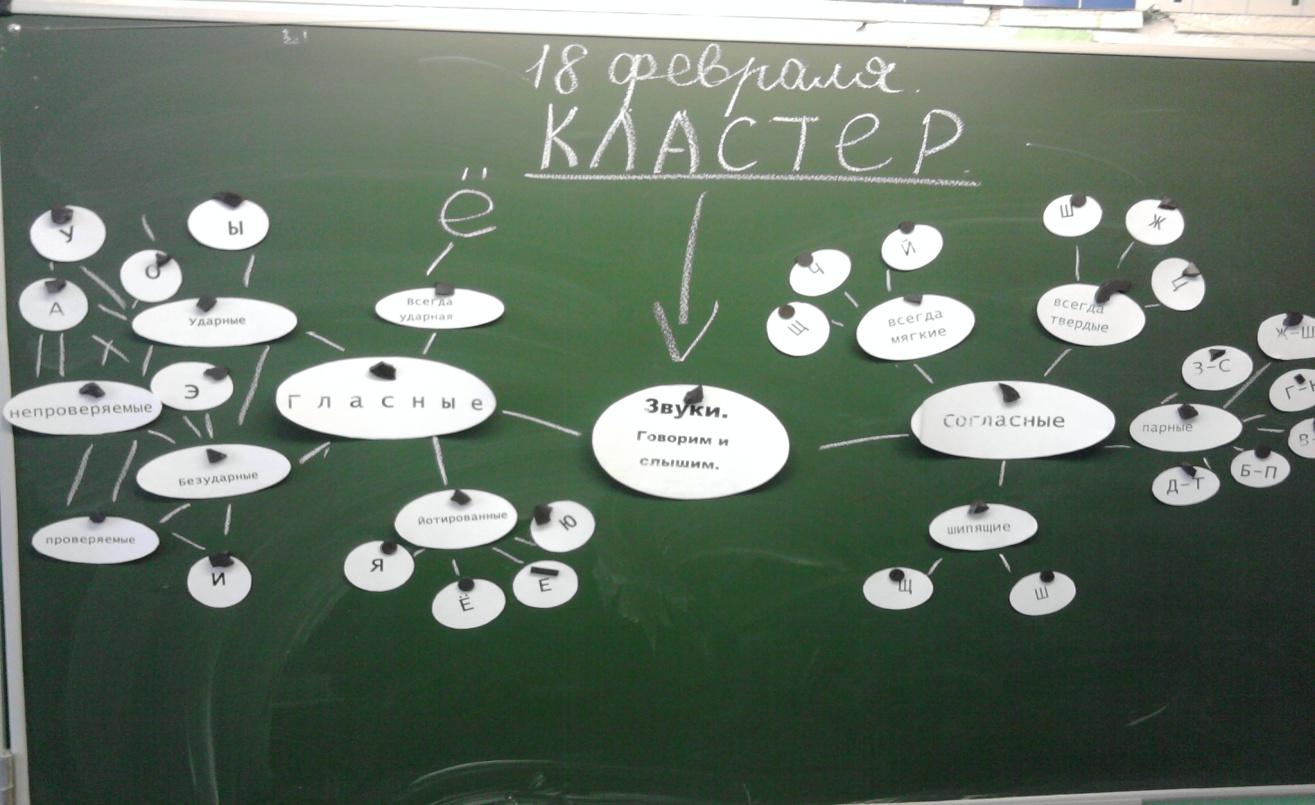 18 февраля.
КЛАСТЕР.
ё
У
Ы
О
А
Ударные
всегда
ударная
непроверяемые
Э
Гласные
Безударные
проверяемые
И
йотированные
Я
Ё
Е
Ю
Звуки.
Говорим и
слышим.
Й
Ч
Щ
всегда
мягкие
Ш
Ж
всегда
твердые
согласные
парные
Ж-Ш
З-С
Д-Т
Б-П
шипящие
Щ
Ш